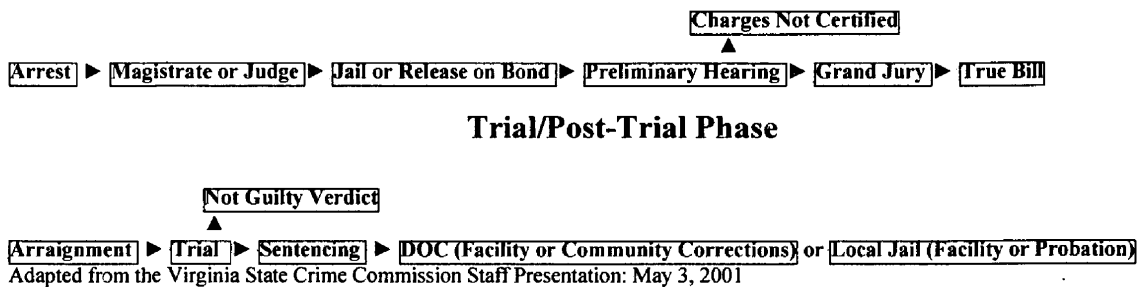 Charges Not Certified
Arrest ▶ Magistrate or Judge ▶ Jail or Release on Bond ▶ Preliminary Hearing ▶ Grand Jury ▶ True Bill
Trial/Post-Trial Phase
Not Guilty Verdict
Arraignment ▶ Trial ▶ Sentencing ▶ DOC (Facility or Community Corrections) or Local Jail (Facility or Probation)
Adapted from the Virginia State Crime Commission Staff Presentation: May 3, 2001